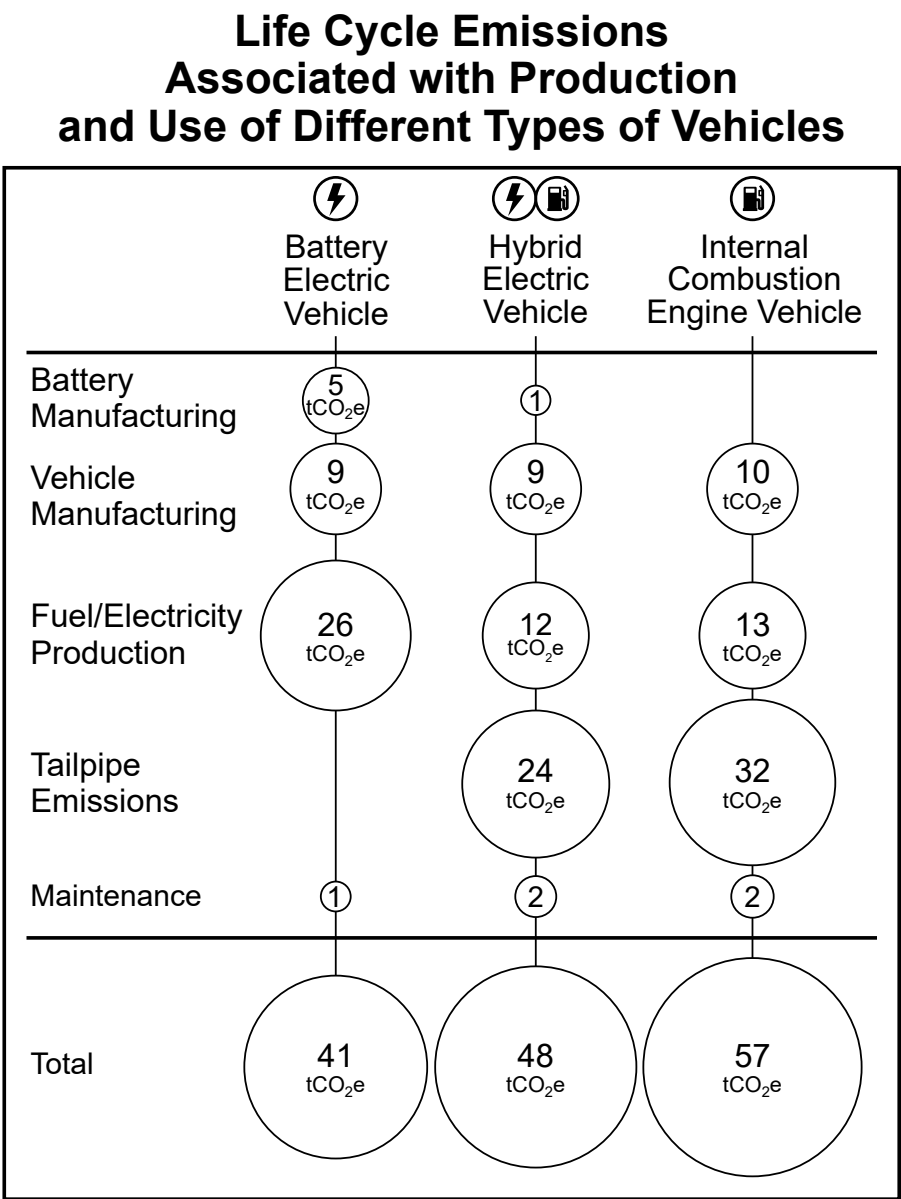 Life Cycle Emissions
Associated with Production
and Use of Different Types of Vehicles
Battery
Electric
Vehicle
Hybrid
Electric
Vehicle
Internal
Combustion
Engine Vehicle
Battery
Manufacturing
5
tCO₂e
1
Vehicle
Manufacturing
9
tCO₂e
9
tCO₂e
10
tCO₂e
Fuel/Electricity
Production
26
tCO₂e
12
tCO₂e
13
tCO₂e
Tailpipe
Emissions
24
tCO₂e
32
tCO₂e
Maintenance
1
2
2
Total
41
tCO₂e
48
tCO₂e
57
tCO₂e